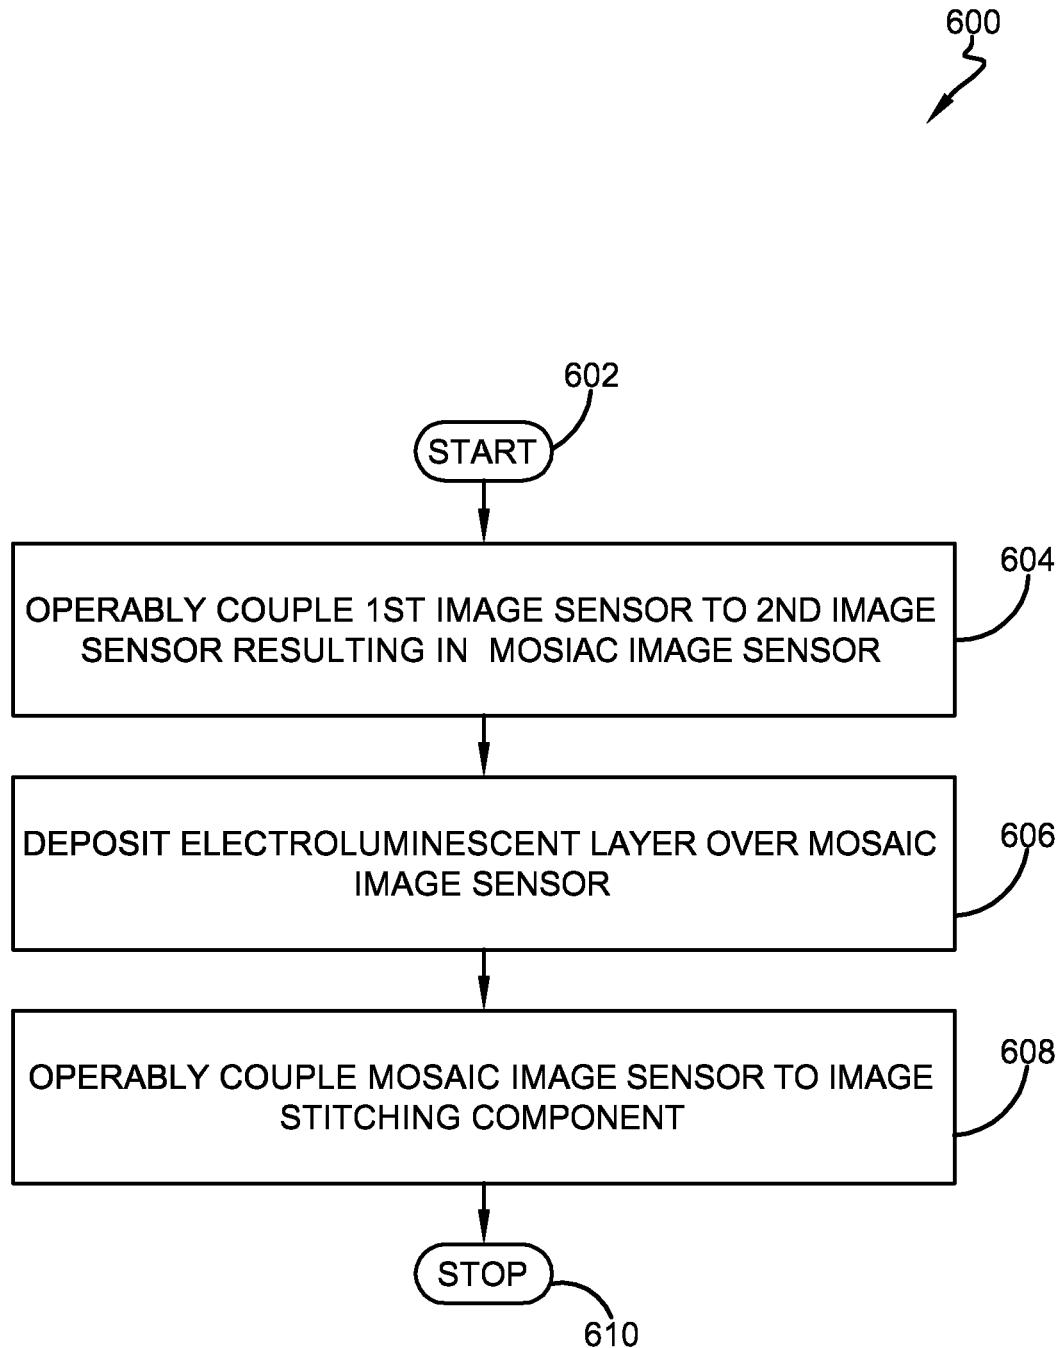 600
602
START
604
OPERABLY COUPLE 1ST IMAGE SENSOR TO 2ND IMAGE
SENSOR RESULTING IN MOSIAC IMAGE SENSOR
606
DEPOSIT ELECTROLUMINESCENT LAYER OVER MOSAIC
IMAGE SENSOR
608
OPERABLY COUPLE MOSAIC IMAGE SENSOR TO IMAGE
STITCHING COMPONENT
STOP
610